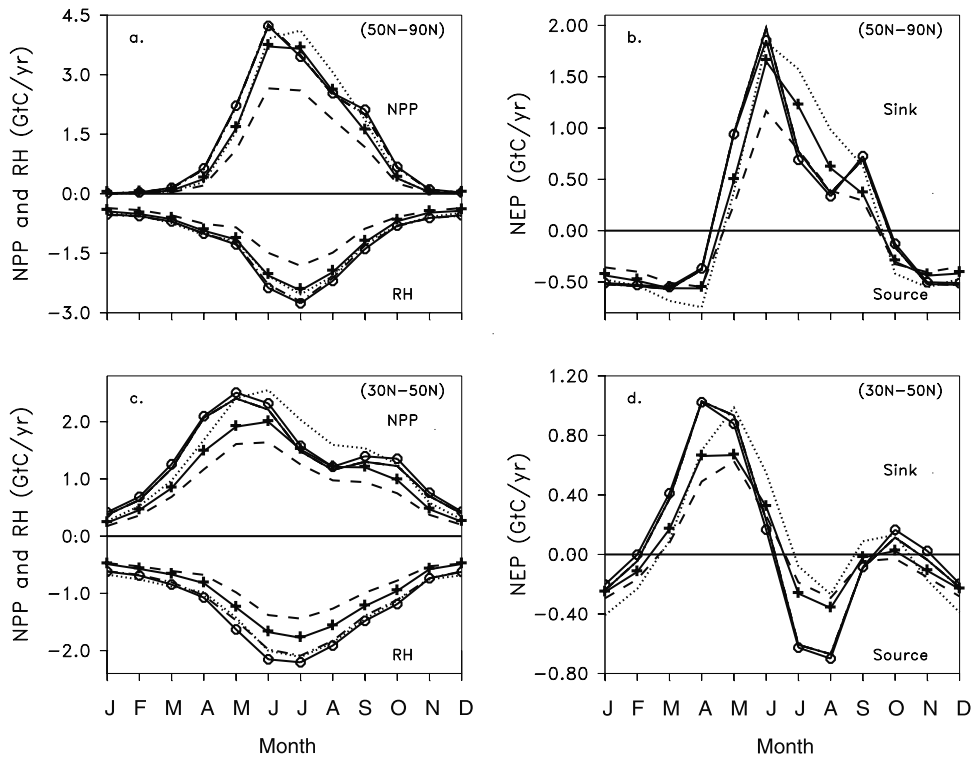 a.
(50N−90N)
4.5
3.0
1.5
0.0
−1.5
−3.0
NPP and RH (GtC/yr)
NPP
RH
b.
(50N−90N)
2.00
1.50
1.00
0.50
0.00
−0.50
NEP (GtC/yr)
Sink
Source
c.
(30N−50N)
2.0
1.0
0.0
−1.0
−2.0
NPP and RH (GtC/yr)
NPP
RH
J F M A M J J A S O N D
Month
d.
(30N−50N)
1.20
0.80
0.40
0.00
−0.40
−0.80
NEP (GtC/yr)
Sink
Source
J F M A M J J A S O N D
Month